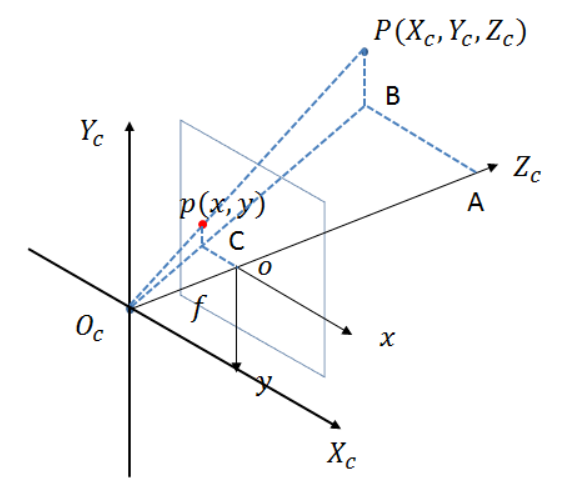 P(X_c, Y_c, Z_c)
B
Y_c
Z_c
p(x, y)
A
C
o
f
O_c
x
y
X_c